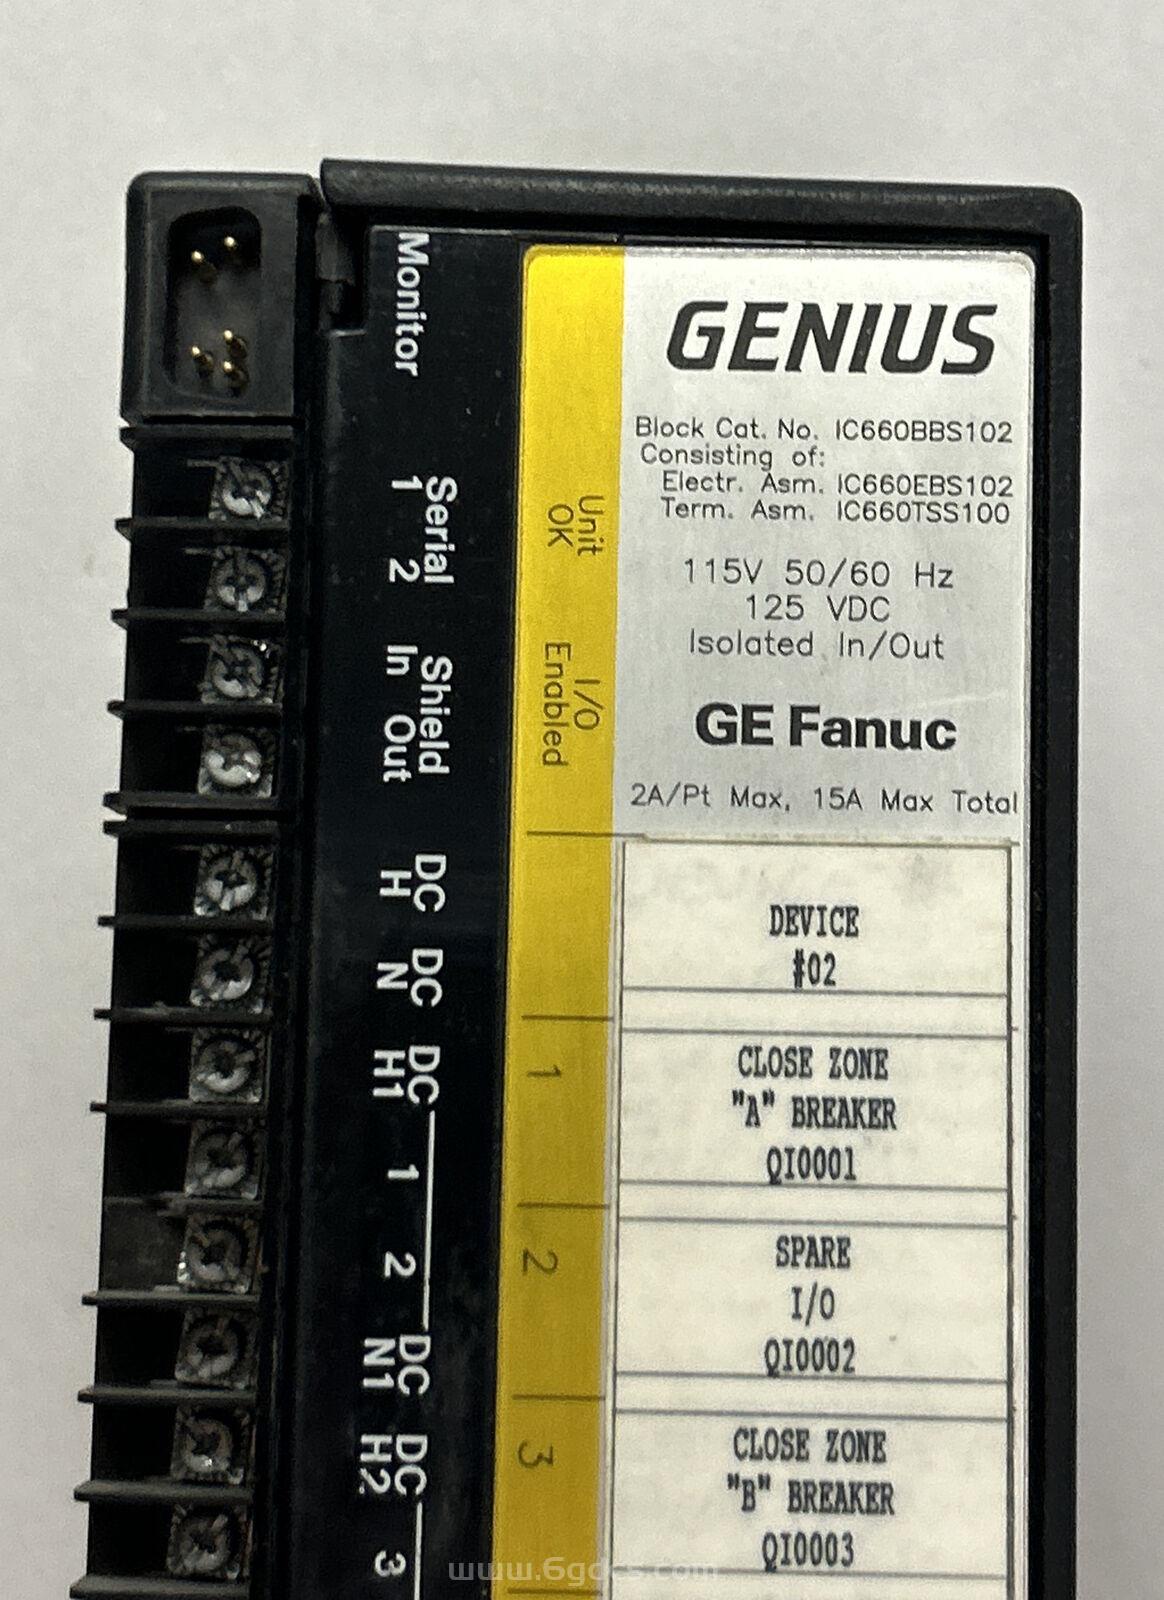 Monitor
Serial
1 2
Shield
In Out
DC
H
DC
N
DC
H1
1
2
DC
N1
DC
H2
3
Unit
OK
I/O
Enabled
1
2
3
GENIUS
Block Cat. No. IC660BBS102
Consisting of:
Electr. Asm. IC660EBS102
Term. Asm. IC660TSS100
115V 50/60 Hz
125 VDC
Isolated In/Out
GE Fanuc
2A/Pt Max, 15A Max Total
DEVICE
#02
CLOSE ZONE
"A" BREAKER
QI0001
SPARE
I/O
QI0002
CLOSE ZONE
"B" BREAKER
QI0003